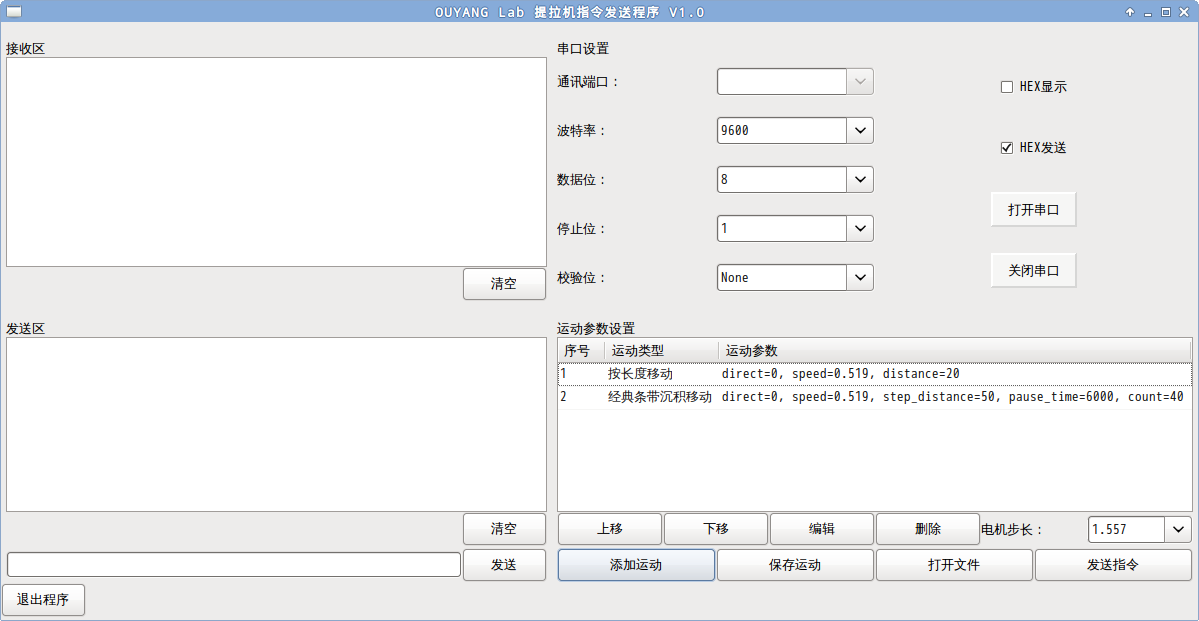 OUYANG Lab 提拉机指令发送程序 V1.0
接收区
清空
串口设置
通讯端口：
波特率： 9600
数据位： 8
停止位： 1
校验位： None
HEX显示
HEX发送
打开串口
关闭串口
发送区
清空
发送
退出程序
运动参数设置
序号 运动类型 运动参数
1 按长度移动 direct=0, speed=0.519, distance=20
2 经典条带沉积移动 direct=0, speed=0.519, step_distance=50, pause_time=6000, count=40
上移 下移 编辑 删除 电机步长： 1.557
添加运动 保存运动 打开文件 发送指令